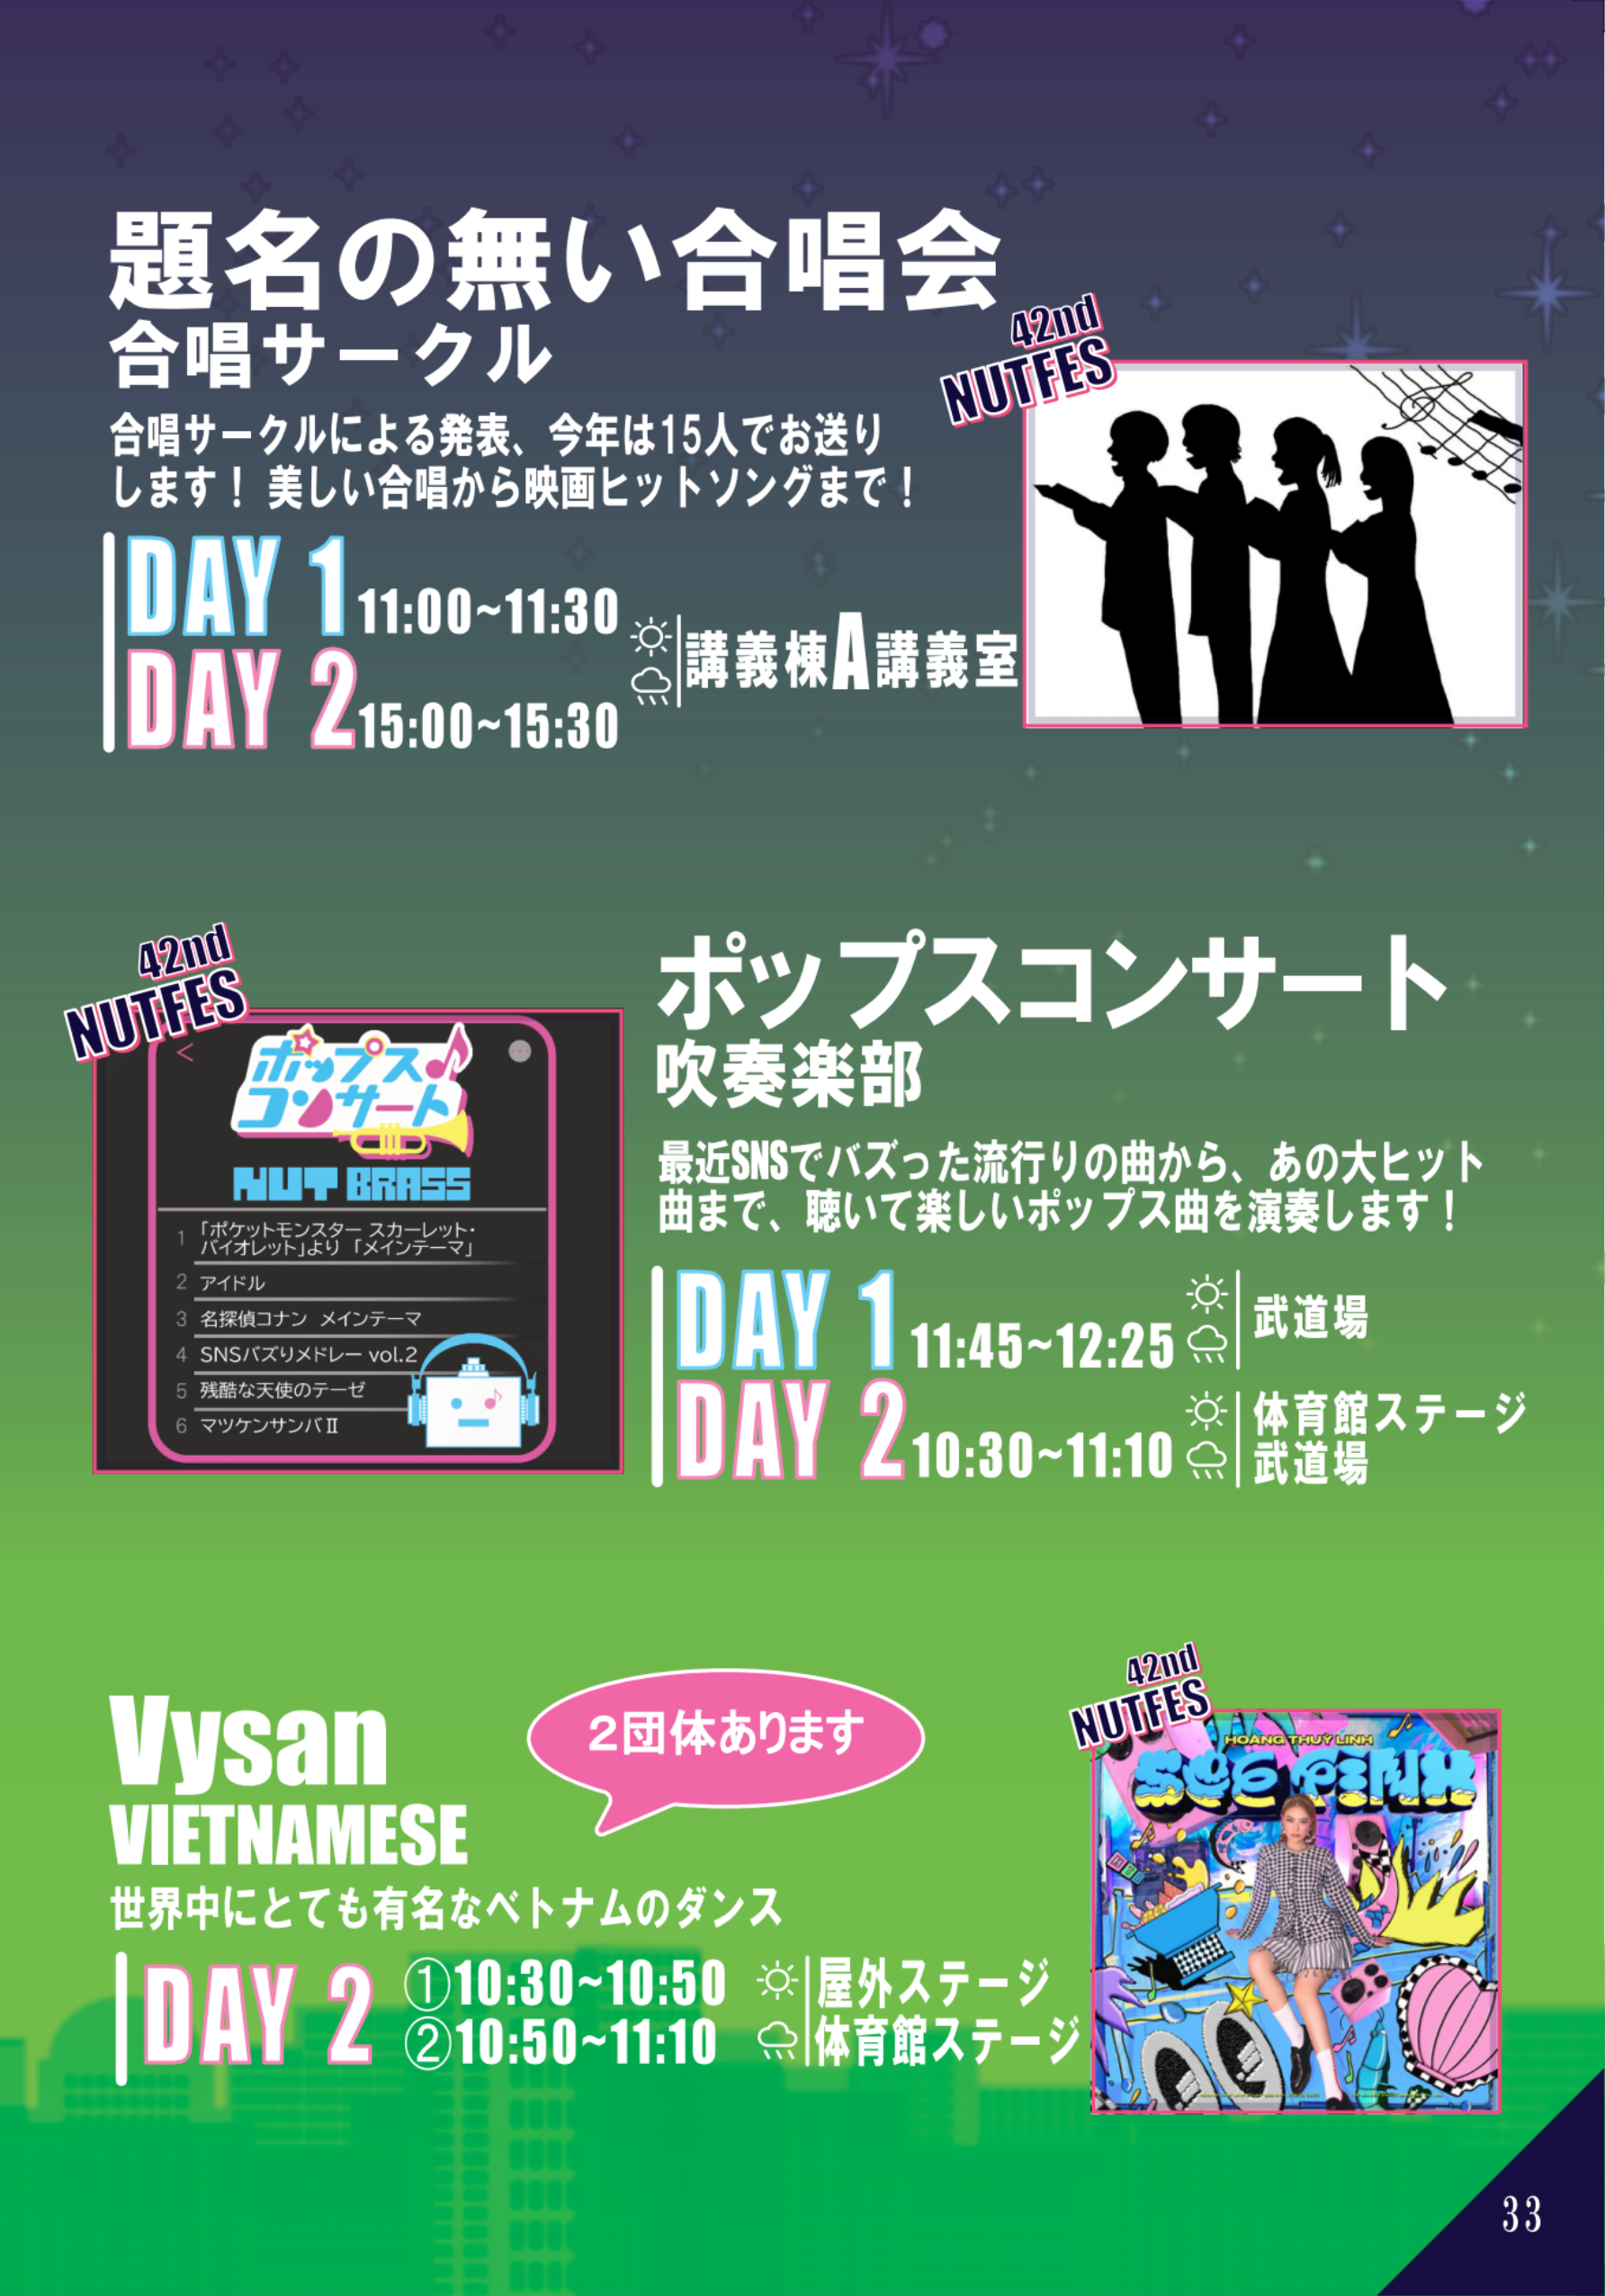 題名の無い合唱会
合唱サークル
合唱サークルによる発表、今年は15人でお送り
します！美しい合唱から映画ヒットソングまで！
DAY 1 11:00~11:30
DAY 2 15:00~15:30
講義棟A講義室
42nd
NUTFES
42nd
NUTFES
ポップス
コンサート
NUT BRASS
1 「ポケットモンスター スカーレット・
バイオレット」より「メインテーマ」
2 アイドル
3 名探偵コナン メインテーマ
4 SNSバズりメドレー vol.2
5 残酷な天使のテーゼ
6 マツケンサンバⅡ
ポップスコンサート
吹奏楽部
最近SNSでバズった流行りの曲から、あの大ヒット
曲まで、聴いて楽しいポップス曲を演奏します！
DAY 1 11:45~12:25
武道場
DAY 2 10:30~11:10
体育館ステージ
武道場
Vysan
VIETNAMESE
２団体あります
世界中にとても有名なベトナムのダンス
DAY 2
①10:30~10:50
②10:50~11:10
屋外ステージ
体育館ステージ
42nd
NUTFES
HOÀNG THUỲ LINH
SEE TÌNH
33